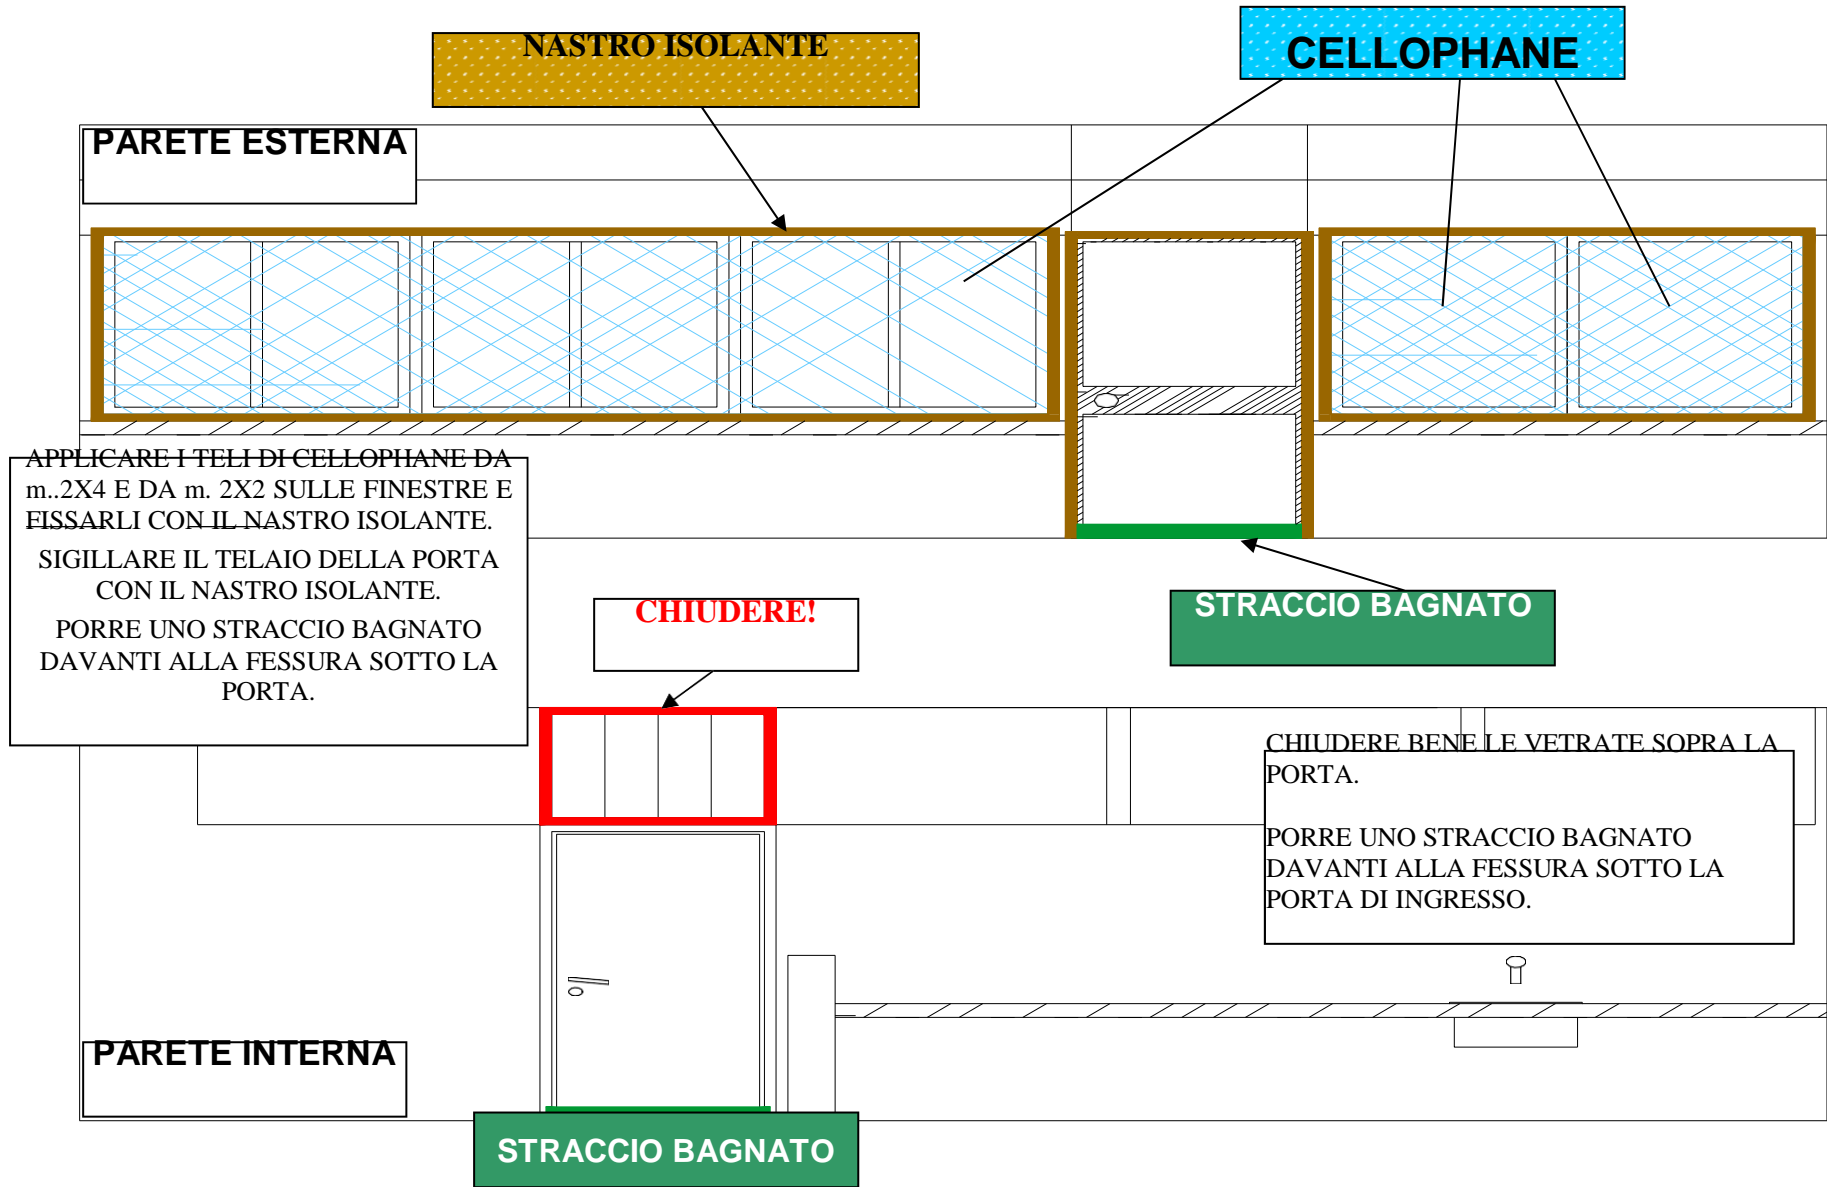 NASTRO ISOLANTE
CELLOPHANE
PARETE ESTERNA
APPLICARE I TELI DI CELLOPHANE DA
m..2X4 E DA m. 2X2 SULLE FINESTRE E
FISSARLI CON IL NASTRO ISOLANTE.
SIGILLARE IL TELAIO DELLA PORTA
CON IL NASTRO ISOLANTE.
PORRE UNO STRACCIO BAGNATO
DAVANTI ALLA FESSURA SOTTO LA
PORTA.
CHIUDERE!
STRACCIO BAGNATO
CHIUDERE BENE LE VETRATE SOPRA LA
PORTA.
PORRE UNO STRACCIO BAGNATO
DAVANTI ALLA FESSURA SOTTO LA
PORTA DI INGRESSO.
PARETE INTERNA
STRACCIO BAGNATO